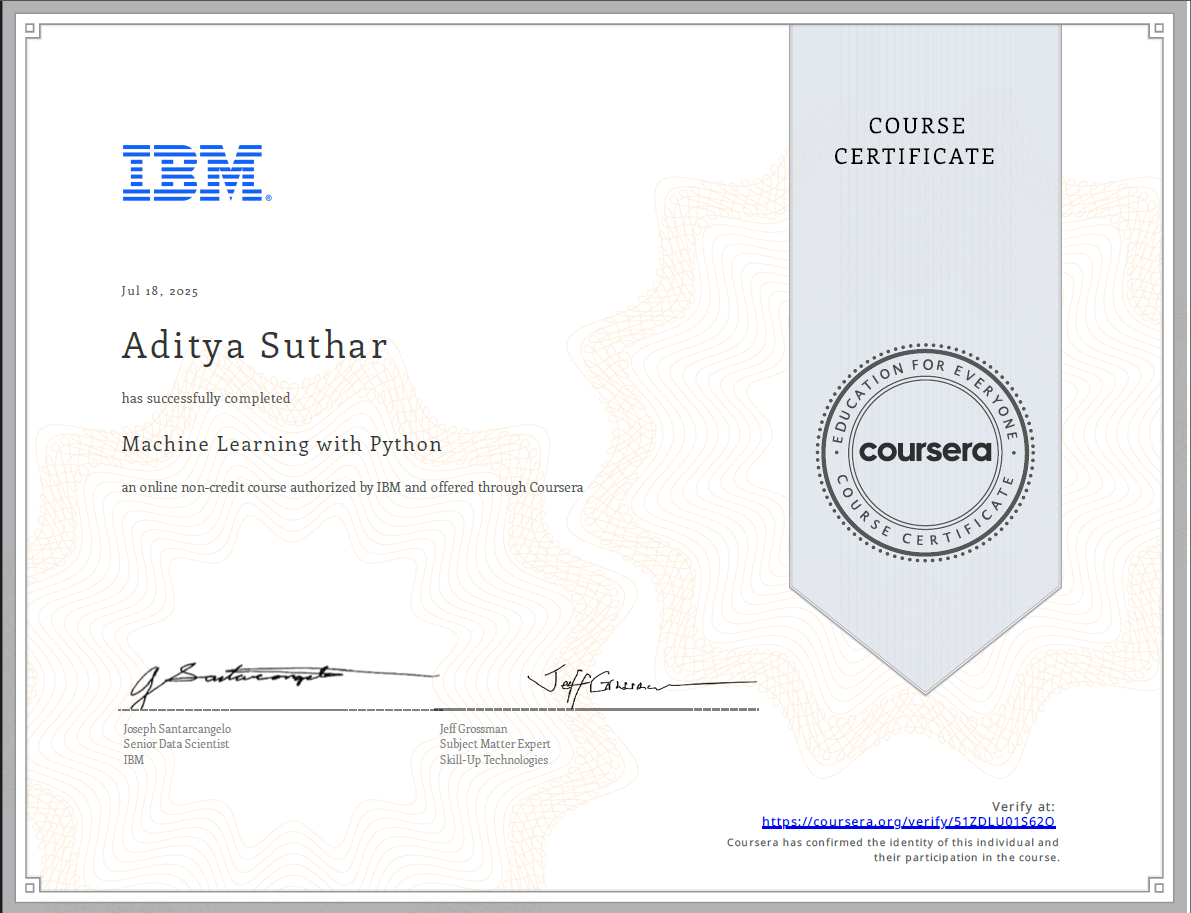 COURSE
CERTIFICATE
IBM®
Jul 18, 2025
Aditya Suthar
has successfully completed
Machine Learning with Python
an online non-credit course authorized by IBM and offered through Coursera
EDUCATION FOR EVERYONE
coursera
COURSE CERTIFICATE
J Santarcangelo
Jeff Grossman
Joseph Santarcangelo
Senior Data Scientist
IBM
Jeff Grossman
Subject Matter Expert
Skill-Up Technologies
Verify at:
https://coursera.org/verify/51ZDLU01S62O
Coursera has confirmed the identity of this individual and
their participation in the course.